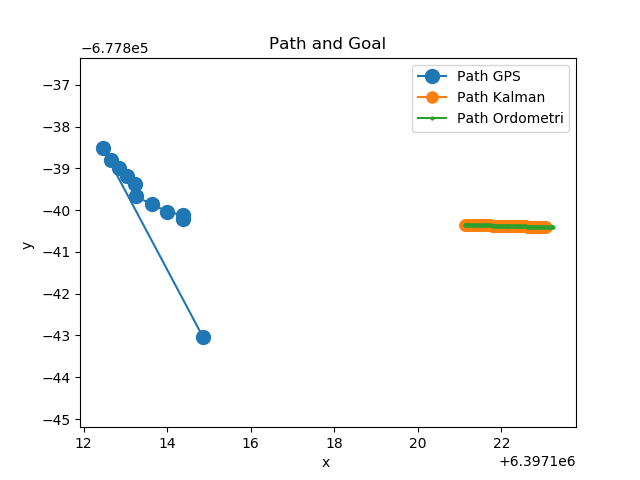 Path and Goal
−6.778e5
Path GPS
Path Kalman
Path Ordometri
−37
−38
−39
−40
−41
−42
−43
−44
−45
y
12
14
16
18
20
22
x
+6.3971e6